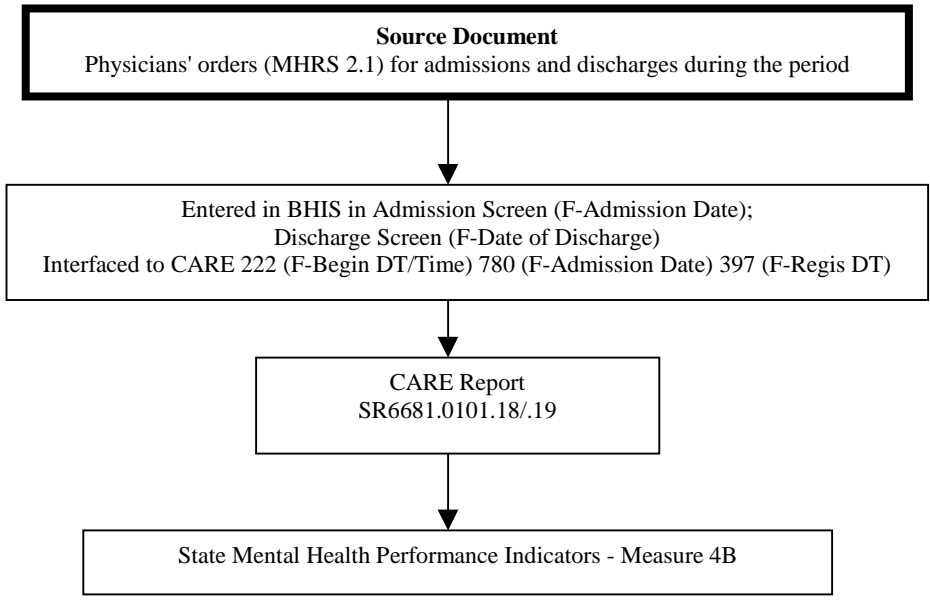 Source Document
Physicians' orders (MHRS 2.1) for admissions and discharges during the period
Entered in BHIS in Admission Screen (F-Admission Date);
Discharge Screen (F-Date of Discharge)
Interfaced to CARE 222 (F-Begin DT/Time) 780 (F-Admission Date) 397 (F-Regis DT)
CARE Report
SR6681.0101.18/.19
State Mental Health Performance Indicators - Measure 4B